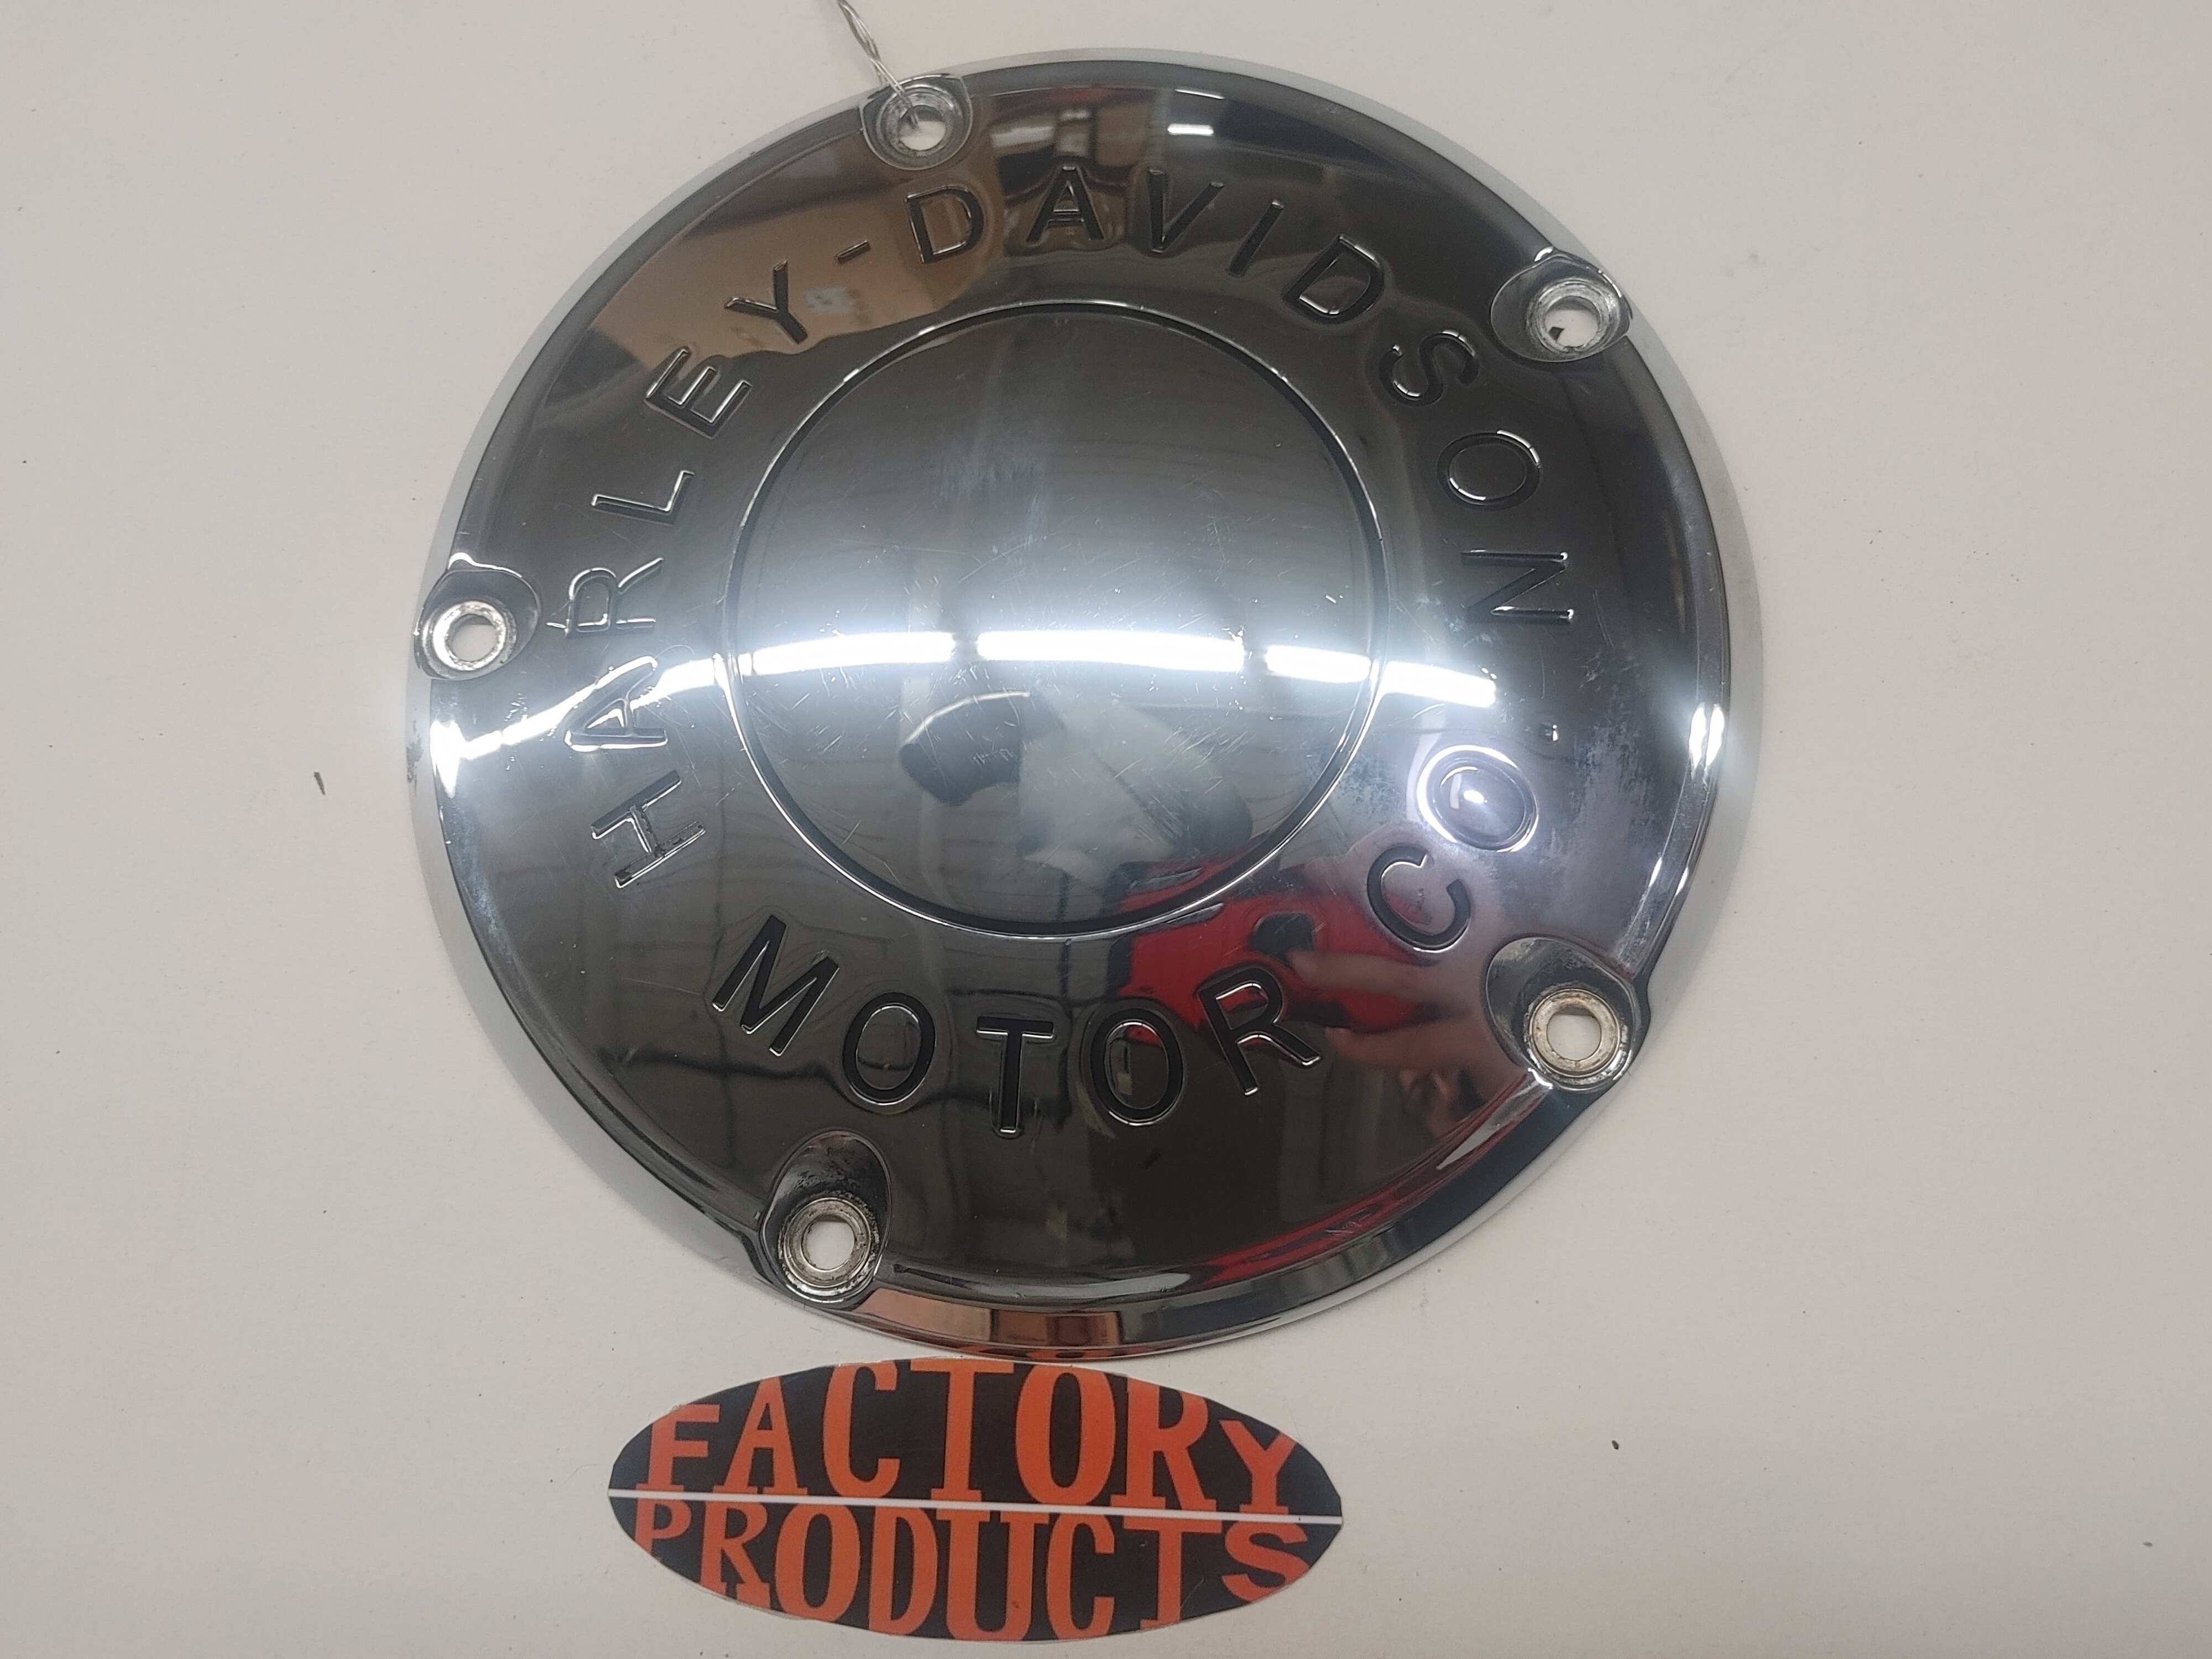 HARLEY-DAVIDSON
MOTOR CO.
FACTORY
PRODUCTS